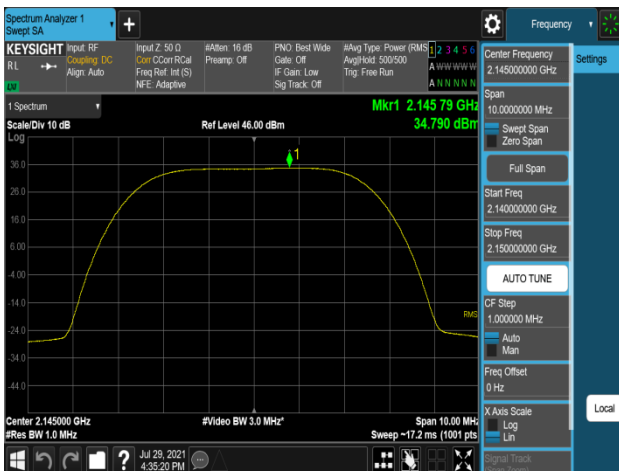 Spectrum Analyzer 1
Swept SA
+
Frequency
KEYSIGHT
RL
Input: RF
Coupling: DC
Align: Auto
Input Z: 50 Ω
Corr CCorr RCal
Freq Ref: Int (S)
NFE: Adaptive
#Atten: 16 dB
Preamp: Off
PNO: Best Wide
Gate: Off
IF Gain: Low
Sig Track: Off
#Avg Type: Power (RMS
Avg|Hold: 500/500
Trig: Free Run
1 2 3 4 5 6
A W W W W W
A N N N N N
1 Spectrum
Scale/Div 10 dB
Log
Ref Level 46.00 dBm
Mkr1 2.145 79 GHz
34.790 dBm
1
36.0
26.0
16.0
6.00
-4.00
-14.0
-24.0
-34.0
-44.0
RMS
Center 2.145000 GHz
#Res BW 1.0 MHz
#Video BW 3.0 MHz*
Span 10.00 MHz
Sweep ~17.2 ms (1001 pts
?
Jul 29, 2021
4:35:20 PM
Center Frequency
2.145000000 GHz
Span
10.0000000 MHz
Swept Span
Zero Span
Full Span
Start Freq
2.140000000 GHz
Stop Freq
2.150000000 GHz
AUTO TUNE
CF Step
1.000000 MHz
Auto
Man
Freq Offset
0 Hz
X Axis Scale
Log
Lin
Signal Track
Settings
Local